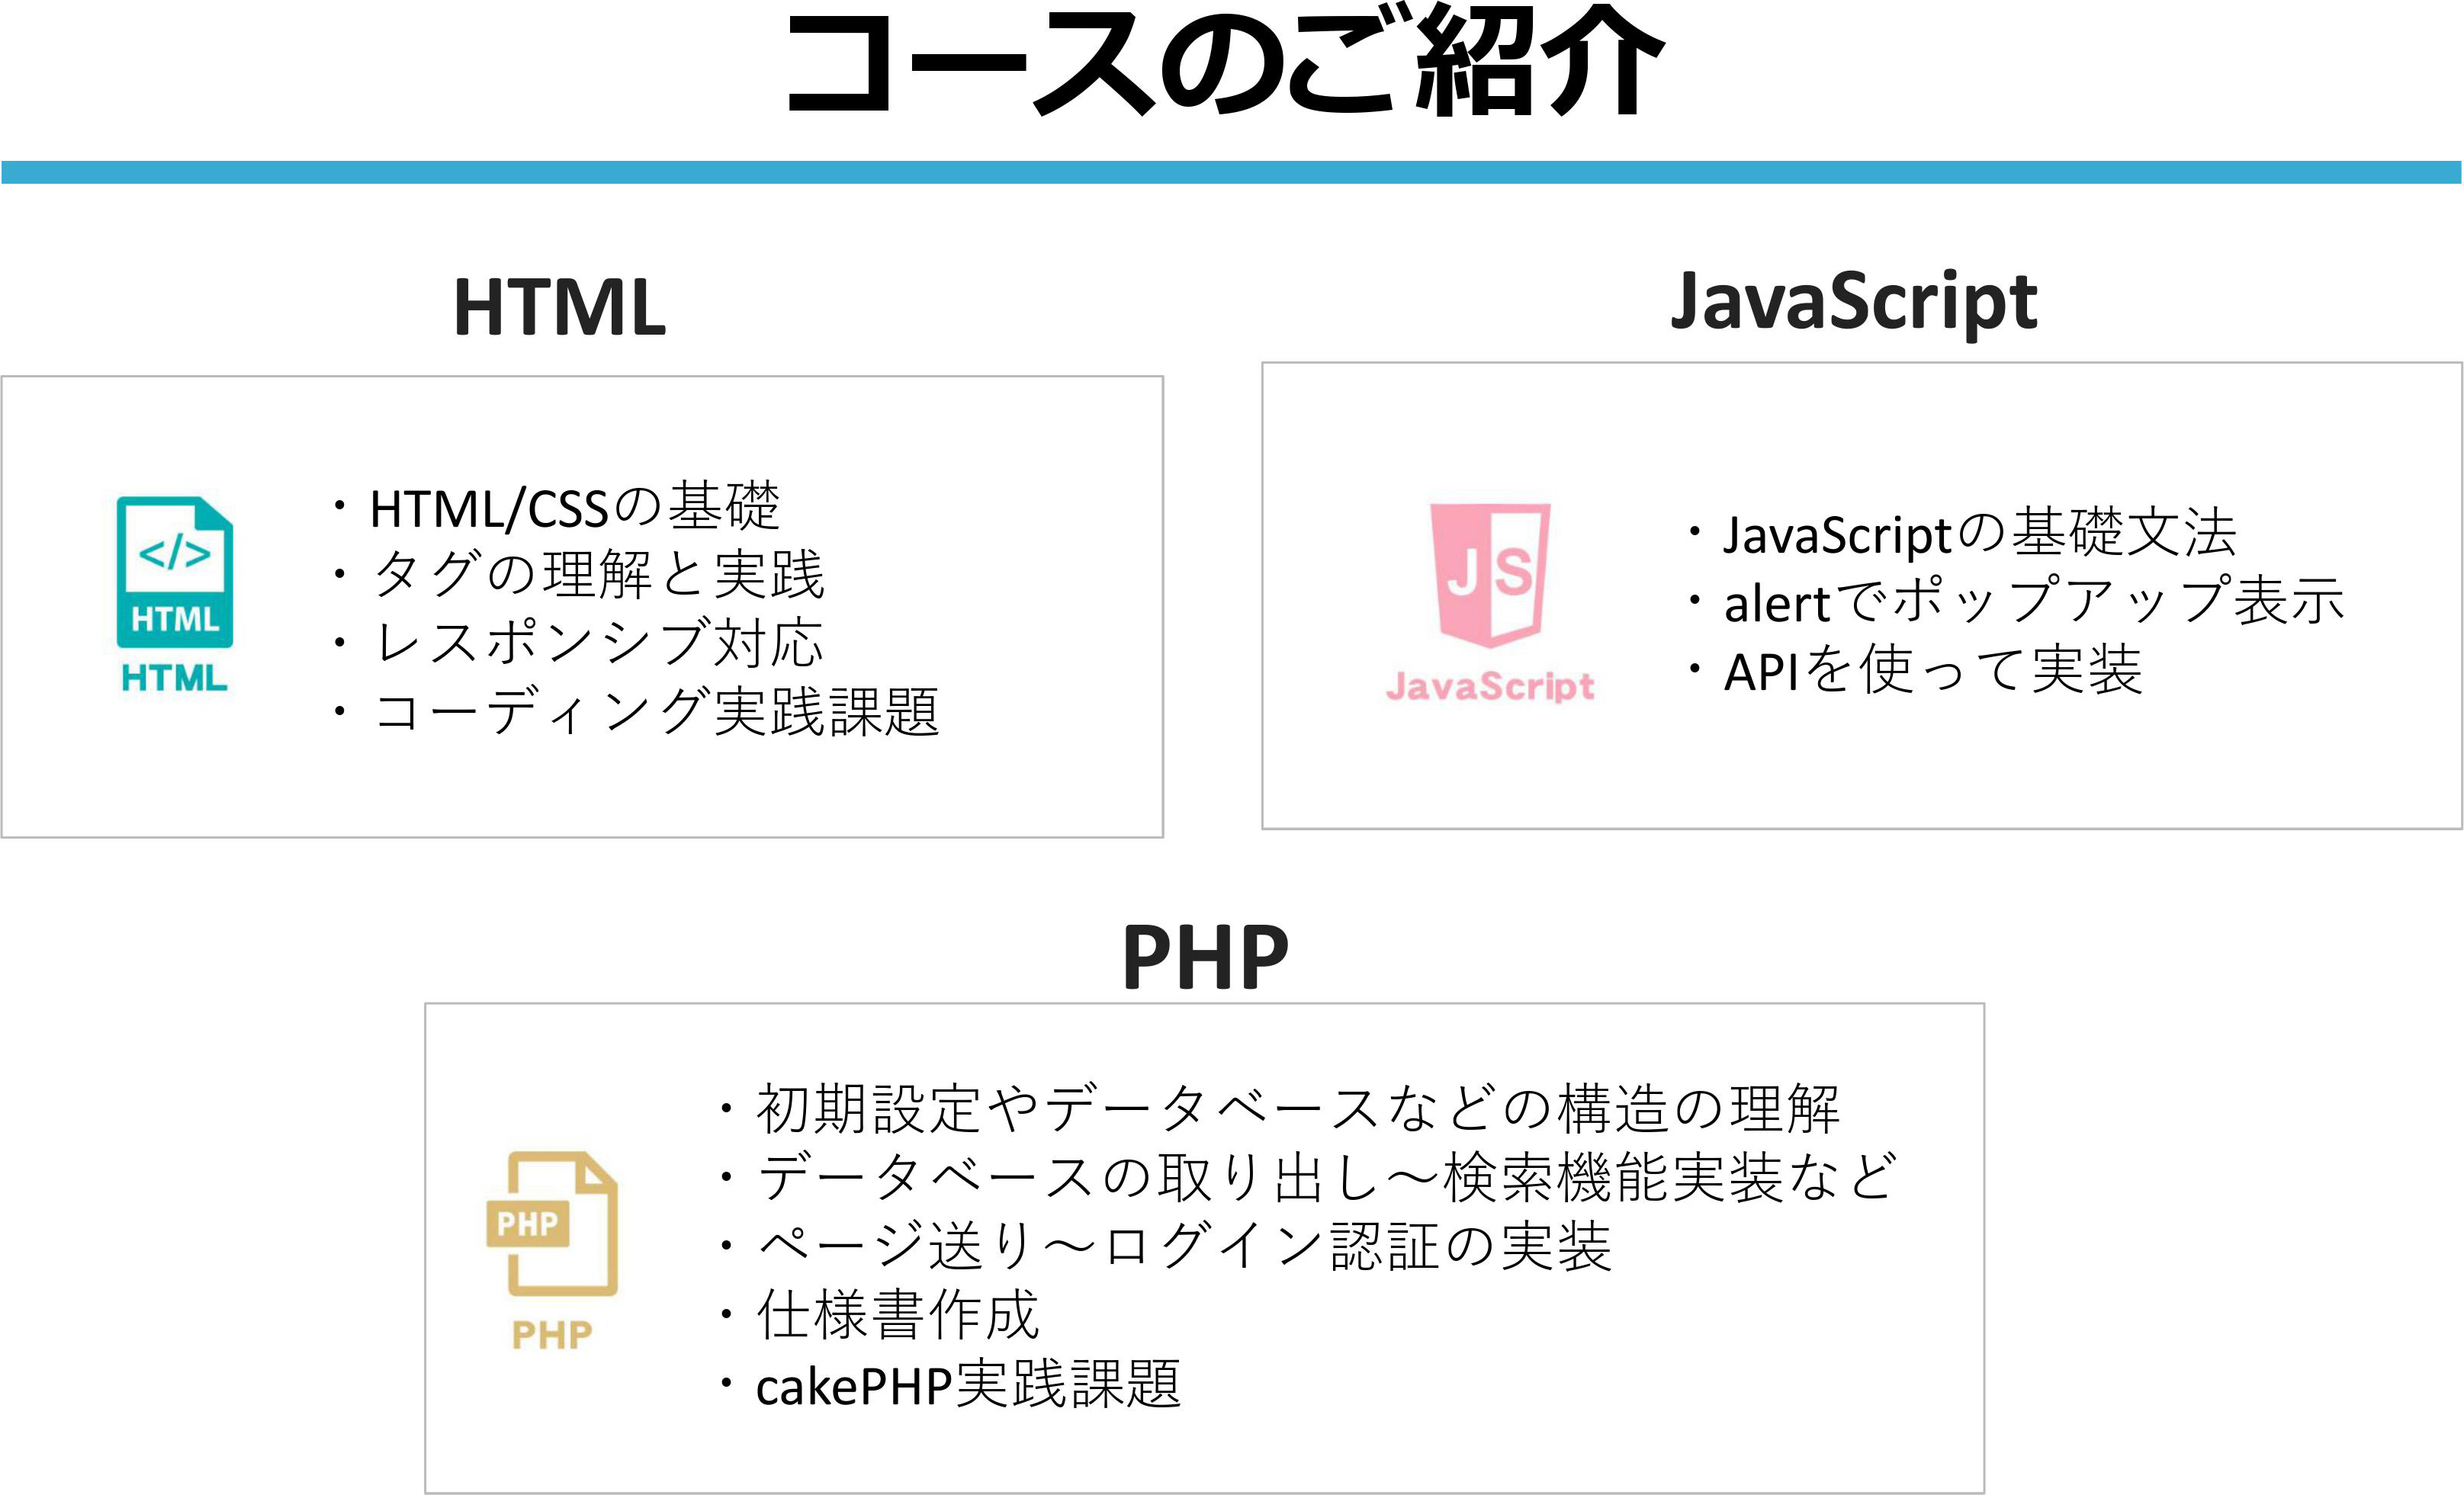 コースのご紹介
HTML
</>
HTML
HTML
・HTML/CSSの基礎
・タグの理解と実践
・レスポンシブ対応
・コーディング実践課題
JavaScript
JS
JavaScript
・JavaScriptの基礎文法
・alertでポップアップ表示
・APIを使って実装
PHP
PHP
PHP
・初期設定やデータベースなどの構造の理解
・データベースの取り出し～検索機能実装など
・ページ送り～ログイン認証の実装
・仕様書作成
・cakePHP実践課題